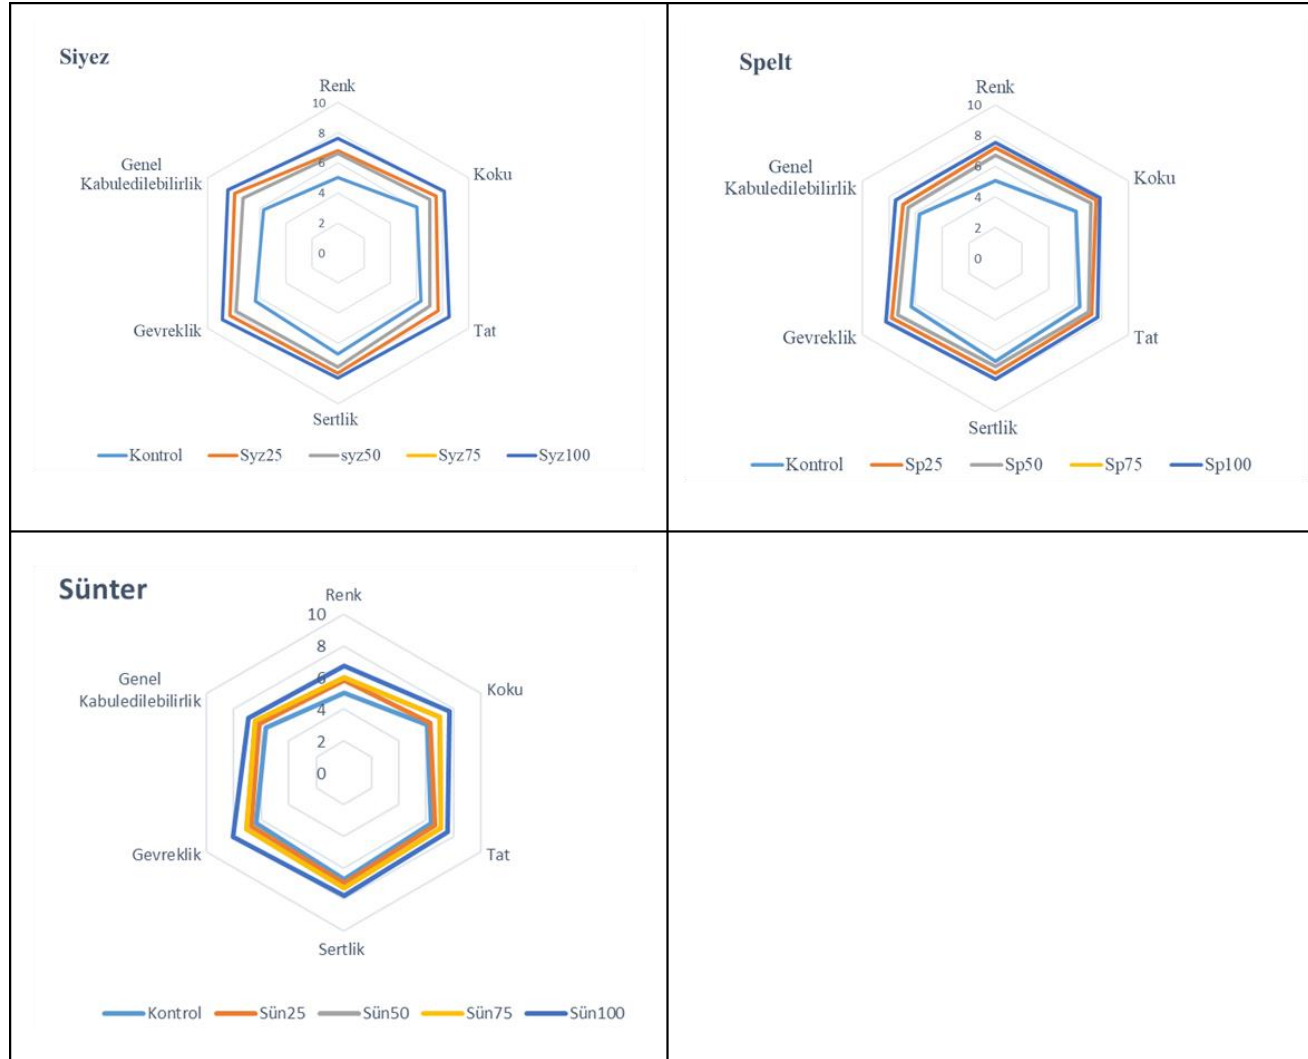 Siyez
Renk
10
8
6
4
2
0
Koku
Tat
Sertlik
Gevreklik
Genel
Kabuledilebilirlik
Kontrol Syz25 syz50 Syz75 Syz100
Spelt
Renk
10
8
6
4
2
0
Koku
Tat
Sertlik
Gevreklik
Genel
Kabuledilebilirlik
Kontrol Sp25 Sp50 Sp75 Sp100
Sünter
Renk
10
8
6
4
2
0
Koku
Tat
Sertlik
Gevreklik
Genel
Kabuledilebilirlik
Kontrol Sün25 Sün50 Sün75 Sün100